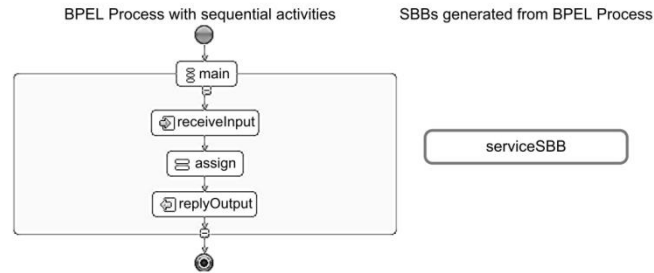 BPEL Process with sequential activities
SBBs generated from BPEL Process
main
receiveInput
serviceSBB
assign
replyOutput